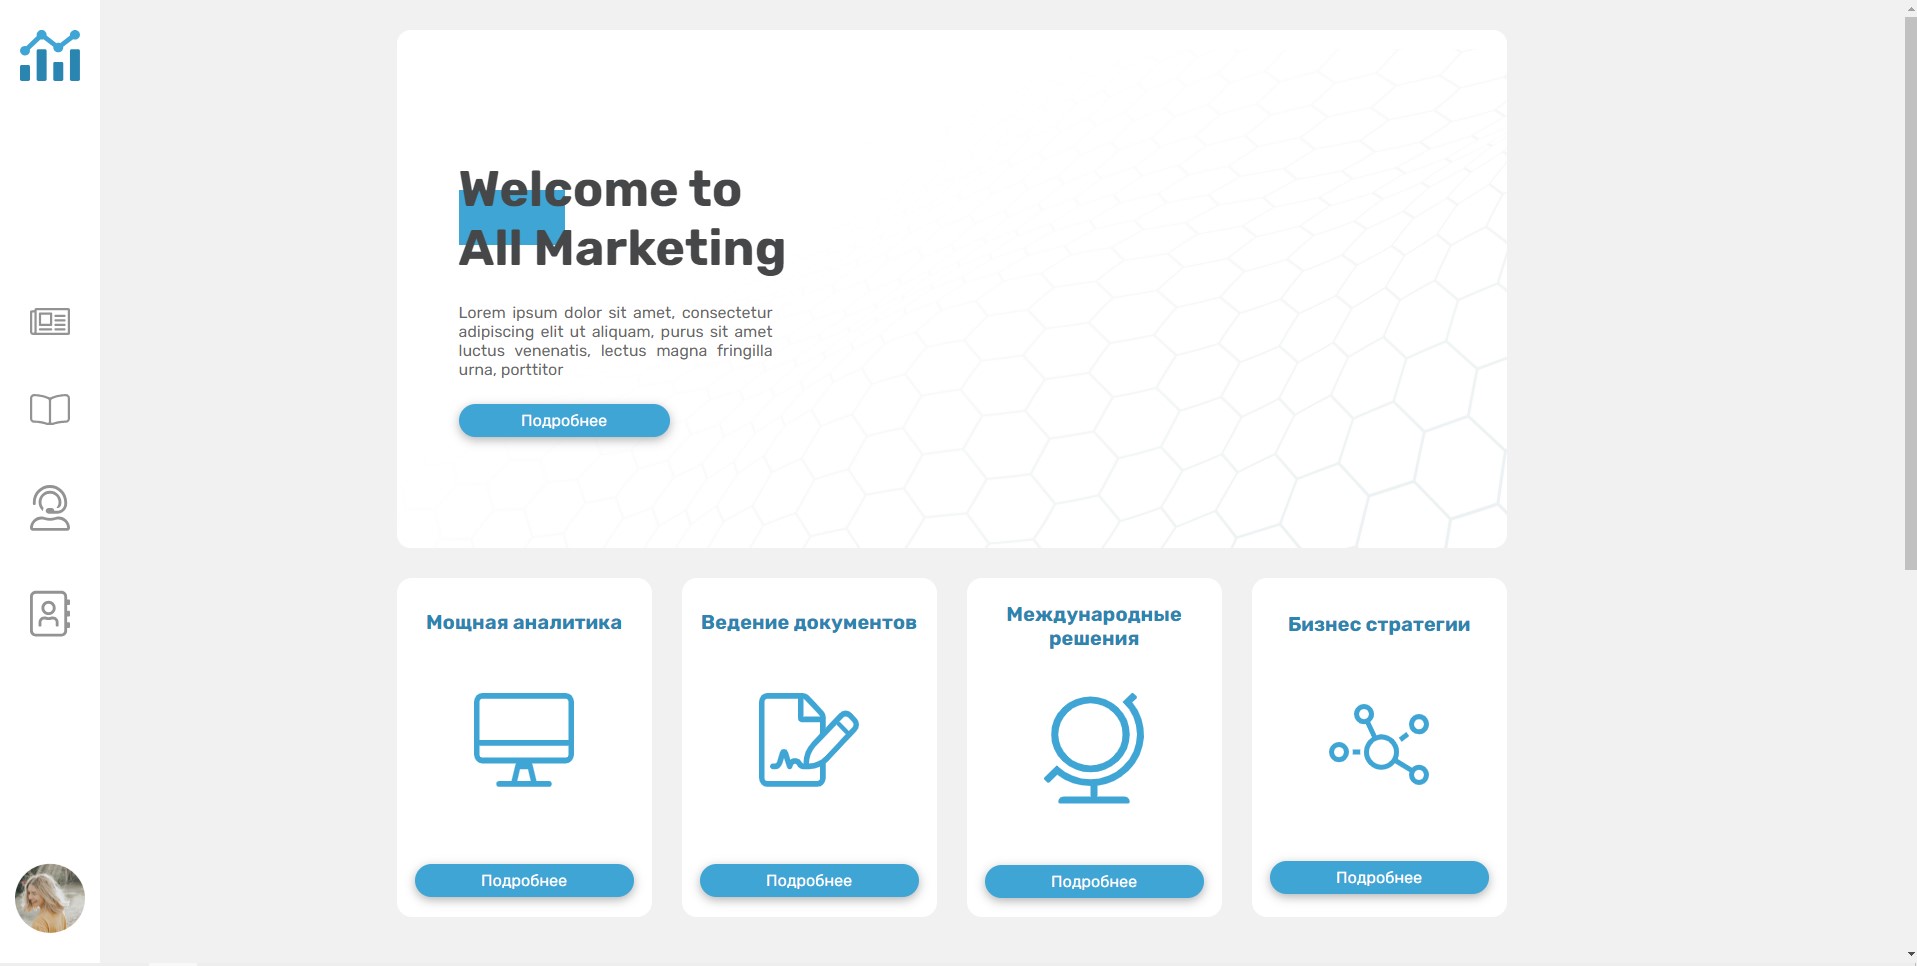 Welcome to
All Marketing
Lorem ipsum dolor sit amet, consectetur
adipiscing elit ut aliquam, purus sit amet
luctus venenatis, lectus magna fringilla
urna, porttitor
Подробнее
Мощная аналитика
Подробнее
Ведение документов
Подробнее
Международные
решения
Подробнее
Бизнес стратегии
Подробнее